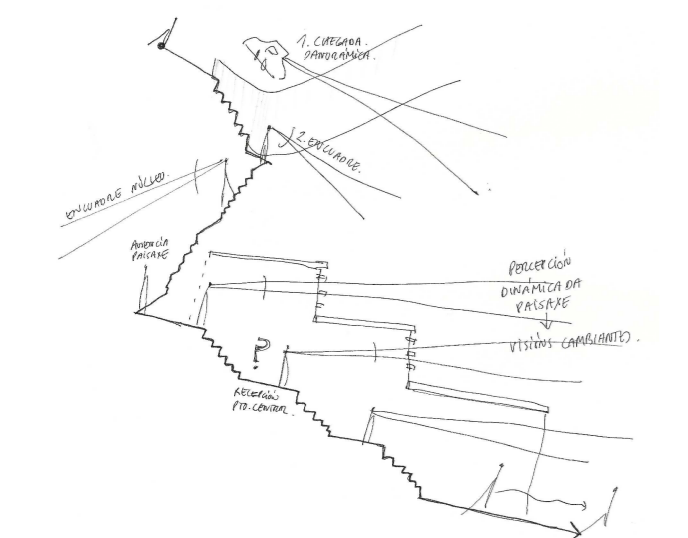 1. CHEGADA.
PANORÁMICA.
2. ENCUADRE.
ENCUADRE NÚCLEO.
AUSENCIA
PAISAXE
PERCEPCIÓN
DINÁMICA DA
PAISAXE
VISIÓNS CAMBIANTES.
?
RECEPCIÓN
PTO. CENTRAL.